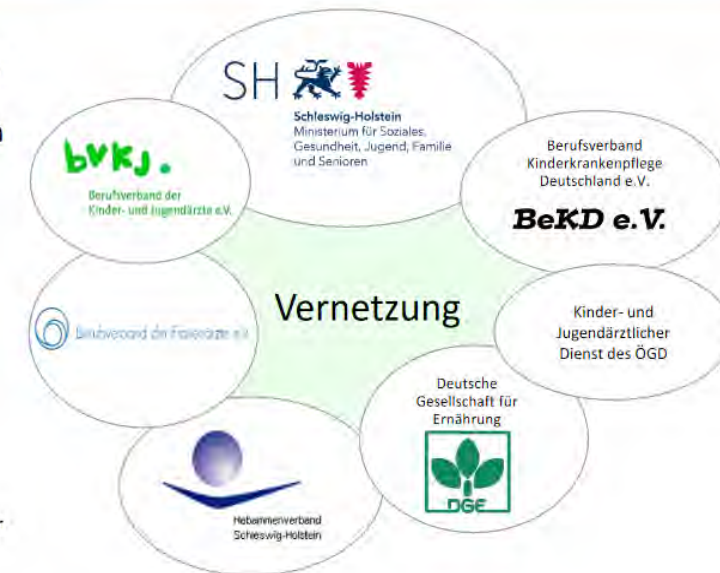 SH
Schleswig-Holstein
Ministerium für Soziales,
Gesundheit, Jugend, Familie
und Senioren
bvkj.
Berufsverband der
Kinder- und Jugendärzte e.V.
Berufsverband
Kinderkrankenpflege
Deutschland e.V.
BeKD e.V.
Vernetzung
Berufsverband der Frauenärzte e.V.
Kinder- und
Jugendärztlicher
Dienst des ÖGD
Deutsche
Gesellschaft für
Ernährung
DGE
Hebammenverband
Schleswig-Holstein